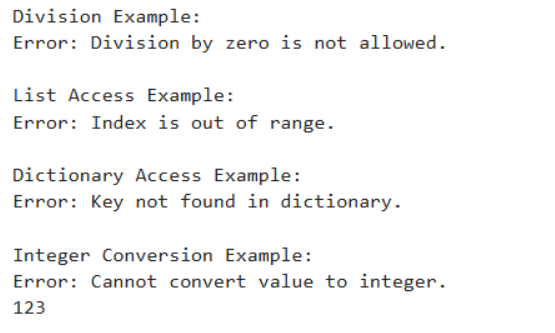 Division Example:
Error: Division by zero is not allowed.
List Access Example:
Error: Index is out of range.
Dictionary Access Example:
Error: Key not found in dictionary.
Integer Conversion Example:
Error: Cannot convert value to integer.
123